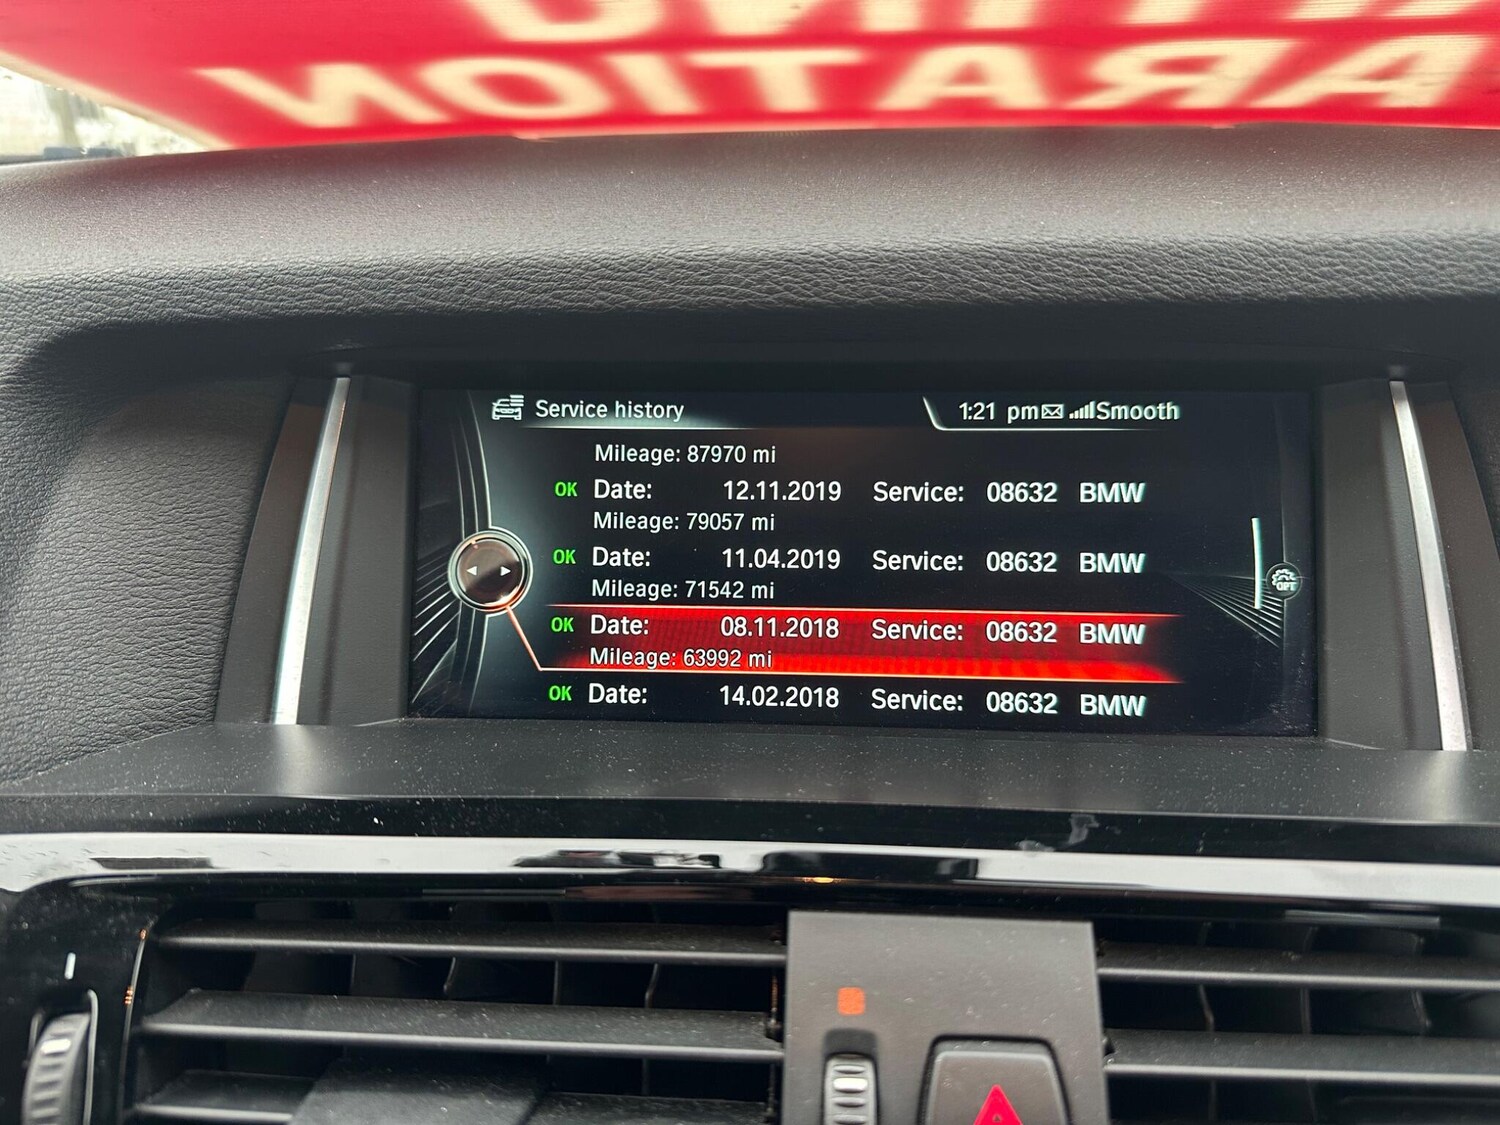 ARATION
Service history
1:21 pm Smooth
Mileage: 87970 mi
OK Date: 12.11.2019 Service: 08632 BMW
Mileage: 79057 mi
OK Date: 11.04.2019 Service: 08632 BMW
Mileage: 71542 mi
OK Date: 08.11.2018 Service: 08632 BMW
Mileage: 63992 mi
OK Date: 14.02.2018 Service: 08632 BMW
OPT